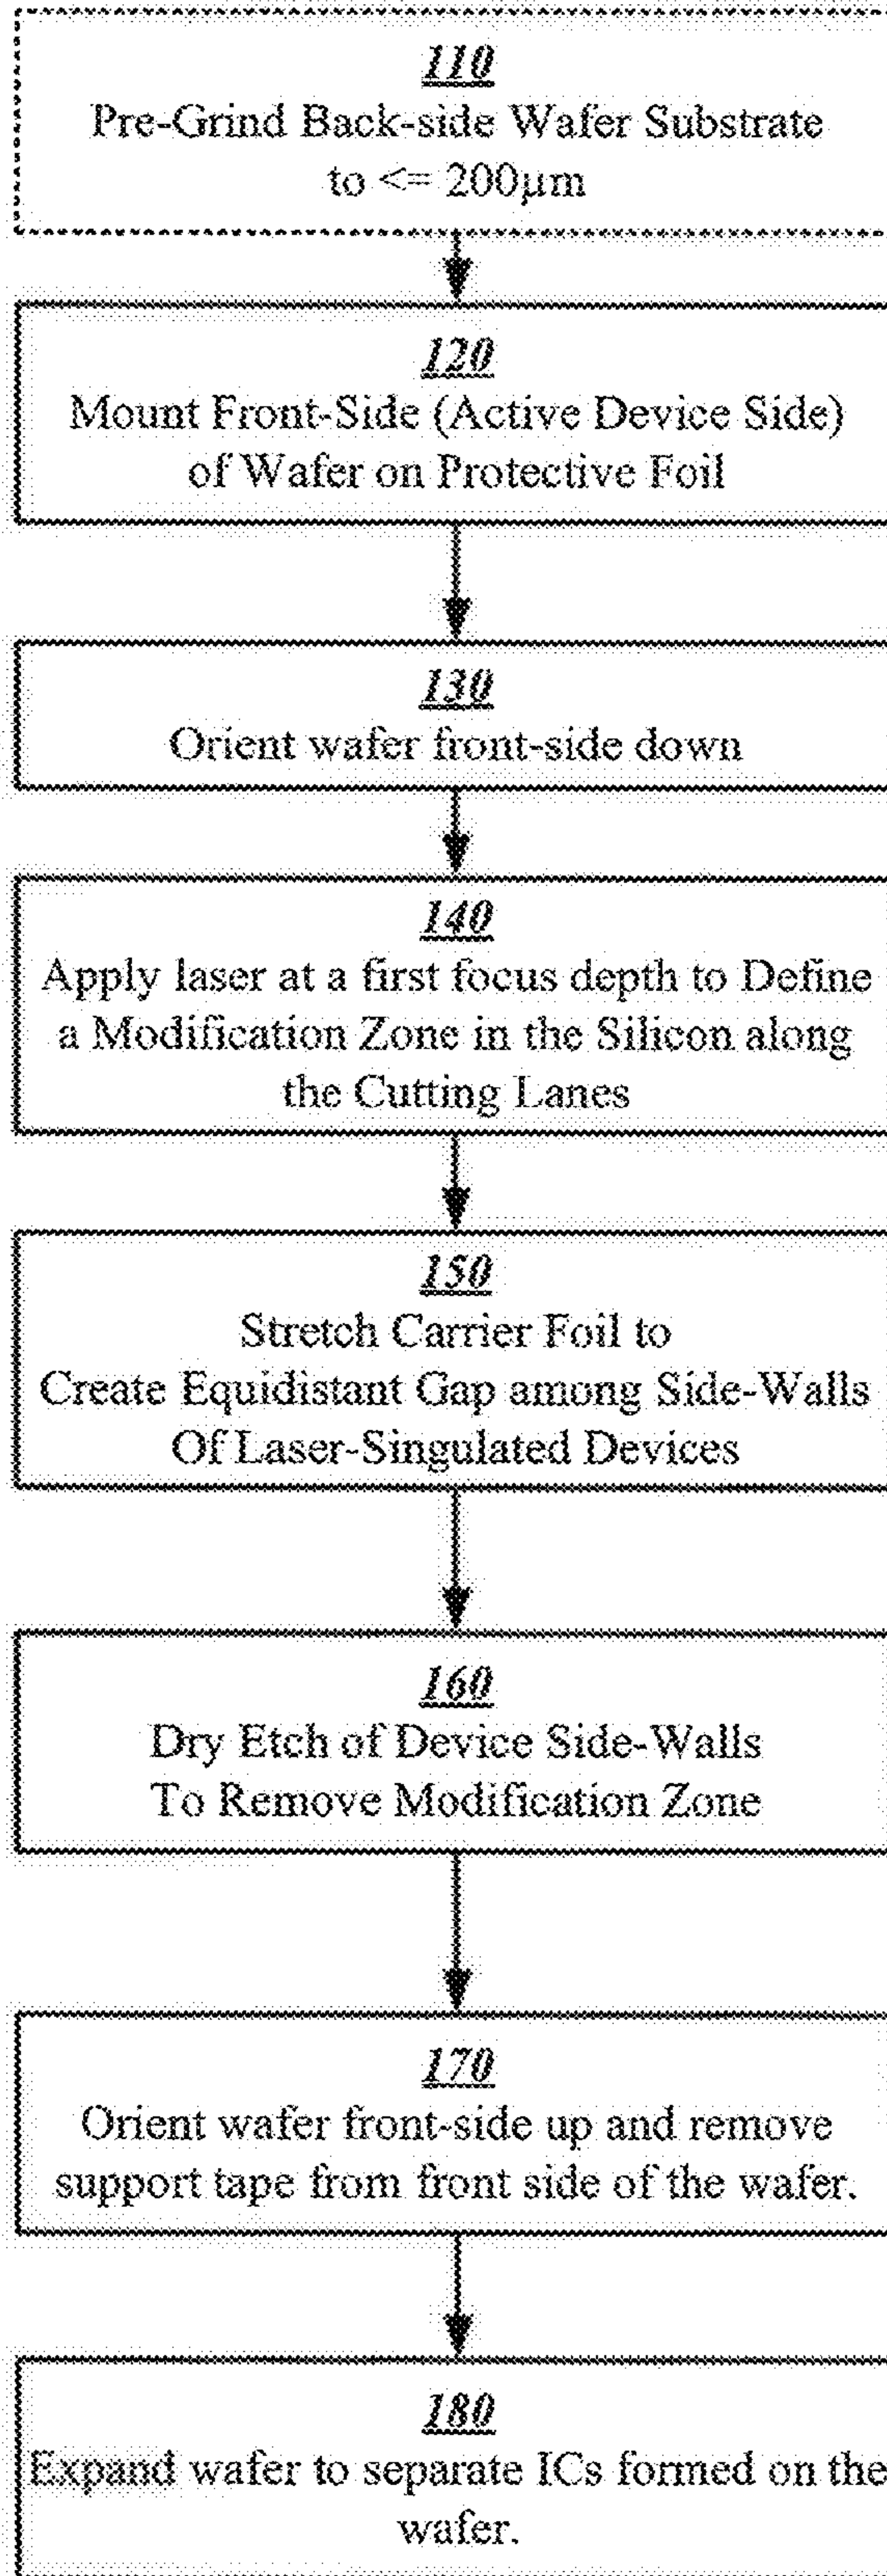 110
Pre-Grind Back-side Wafer Substrate
to <= 200µm
120
Mount Front-Side (Active Device Side)
of Wafer on Protective Foil
130
Orient wafer front-side down
140
Apply laser at a first focus depth to Define
a Modification Zone in the Silicon along
the Cutting Lanes
150
Stretch Carrier Foil to
Create Equidistant Gap among Side-Walls
Of Laser-Singulated Devices
160
Dry Etch of Device Side-Walls
To Remove Modification Zone
170
Orient wafer front-side up and remove
support tape from front side of the wafer.
180
Expand wafer to separate ICs formed on the
wafer.